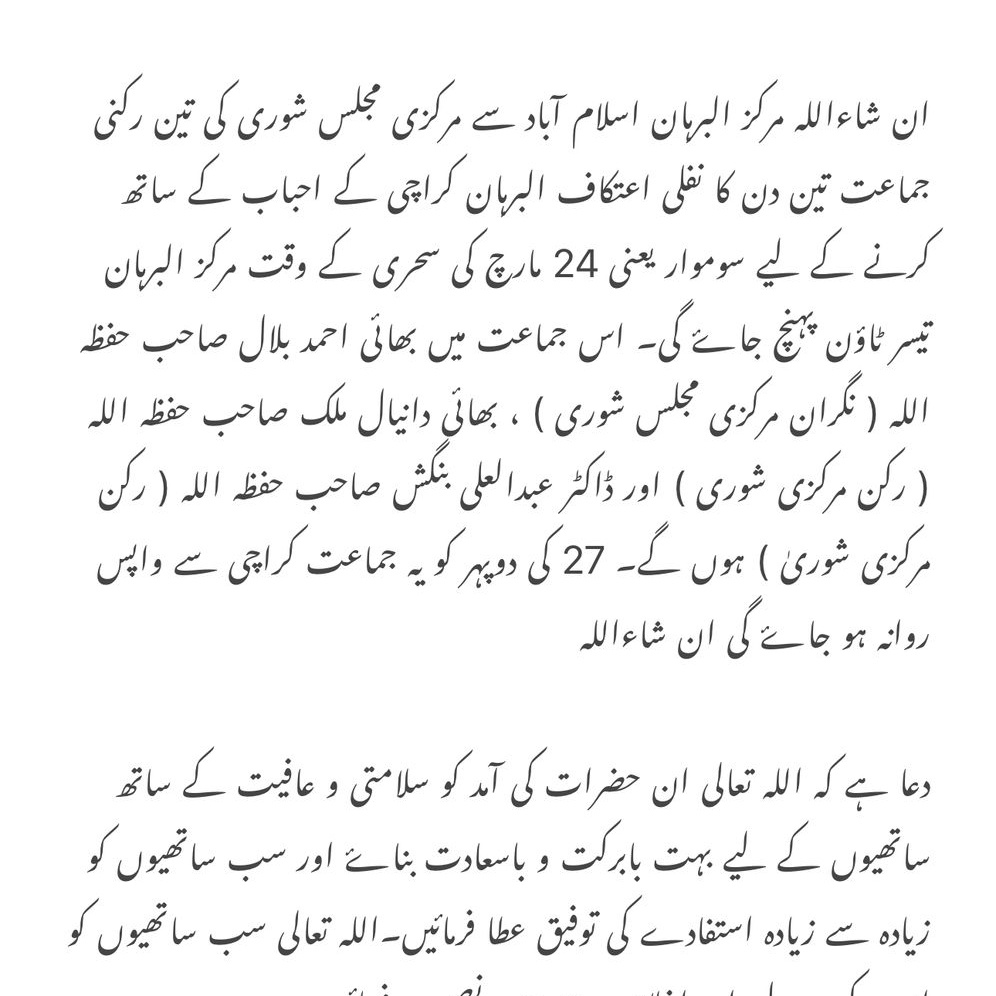 ان شاءاللہ مرکز البرہان اسلام آباد سے مرکزی مجلس شوری کی تین رکنی
جماعت تین دن کا نفلی اعتکاف البرہان کراچی کے احباب کے ساتھ
کرنے کے لیے سوموار یعنی 24 مارچ کی سحری کے وقت مرکز البرہان
تیسر ٹاؤن پہنچ جائے گی۔ اس جماعت میں بھائی احمد بلال صاحب حفظہ
اللہ ( نگران مرکزی مجلس شوری ) ، بھائی دانیال ملک صاحب حفظہ اللہ
( رکن مرکزی شوری ) اور ڈاکٹر عبدالعلی بنگش صاحب حفظہ اللہ ( رکن
مرکزی شوریٰ ) ہوں گے۔ 27 کی دوپہر کو یہ جماعت کراچی سے واپس
روانہ ہو جائے گی ان شاءاللہ
دعا ہے کہ اللہ تعالی ان حضرات کی آمد کو سلامتی و عافیت کے ساتھ
ساتھیوں کے لیے بہت بابرکت و باسعادت بنائے اور سب ساتھیوں کو
زیادہ سے زیادہ استفادے کی توفیق عطا فرمائیں۔اللہ تعالی سب ساتھیوں کو